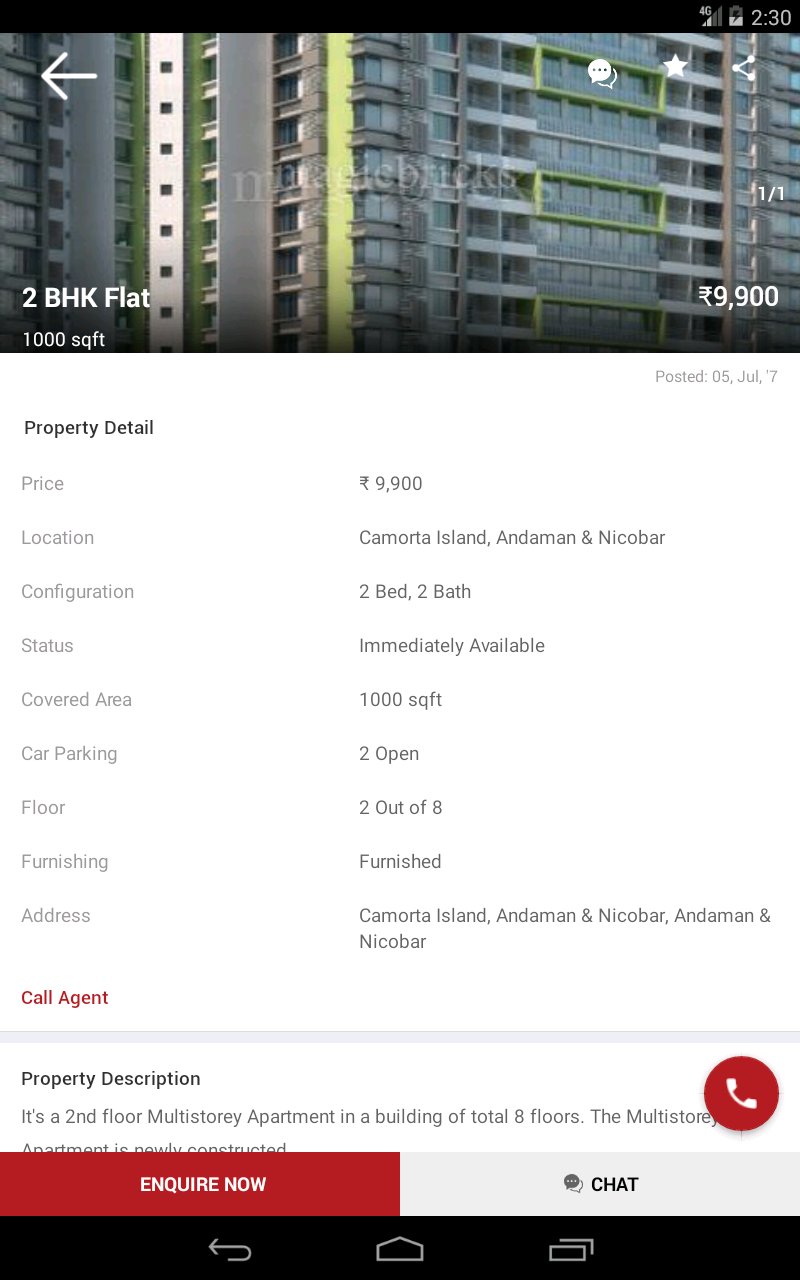 4G 2:30
magicbricks
1/1
2 BHK Flat
₹9,900
1000 sqft
Posted: 05, Jul, '7
Property Detail
Price ₹ 9,900
Location Camorta Island, Andaman & Nicobar
Configuration 2 Bed, 2 Bath
Status Immediately Available
Covered Area 1000 sqft
Car Parking 2 Open
Floor 2 Out of 8
Furnishing Furnished
Address Camorta Island, Andaman & Nicobar, Andaman &
Nicobar
Call Agent
Property Description
It's a 2nd floor Multistorey Apartment in a building of total 8 floors. The Multistorey
Apartment is newly constructed
ENQUIRE NOW CHAT